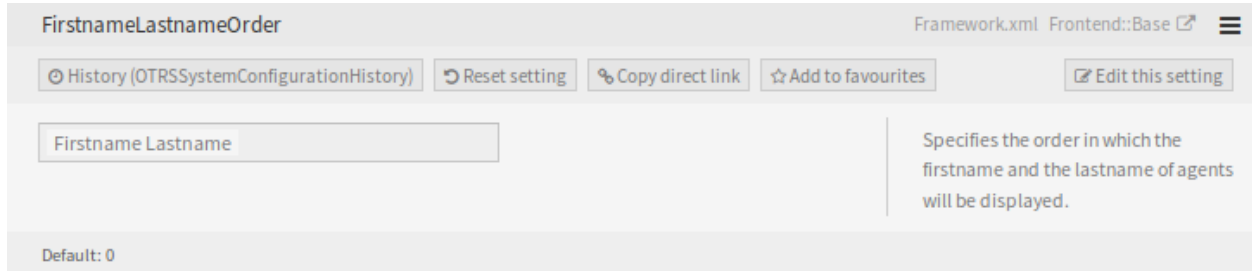 FirstnameLastnameOrder Framework.xml Frontend::Base
History (OTRSSystemConfigurationHistory) Reset setting Copy direct link Add to favourites Edit this setting
Firstname Lastname
Specifies the order in which the
firstname and the lastname of agents
will be displayed.
Default: 0